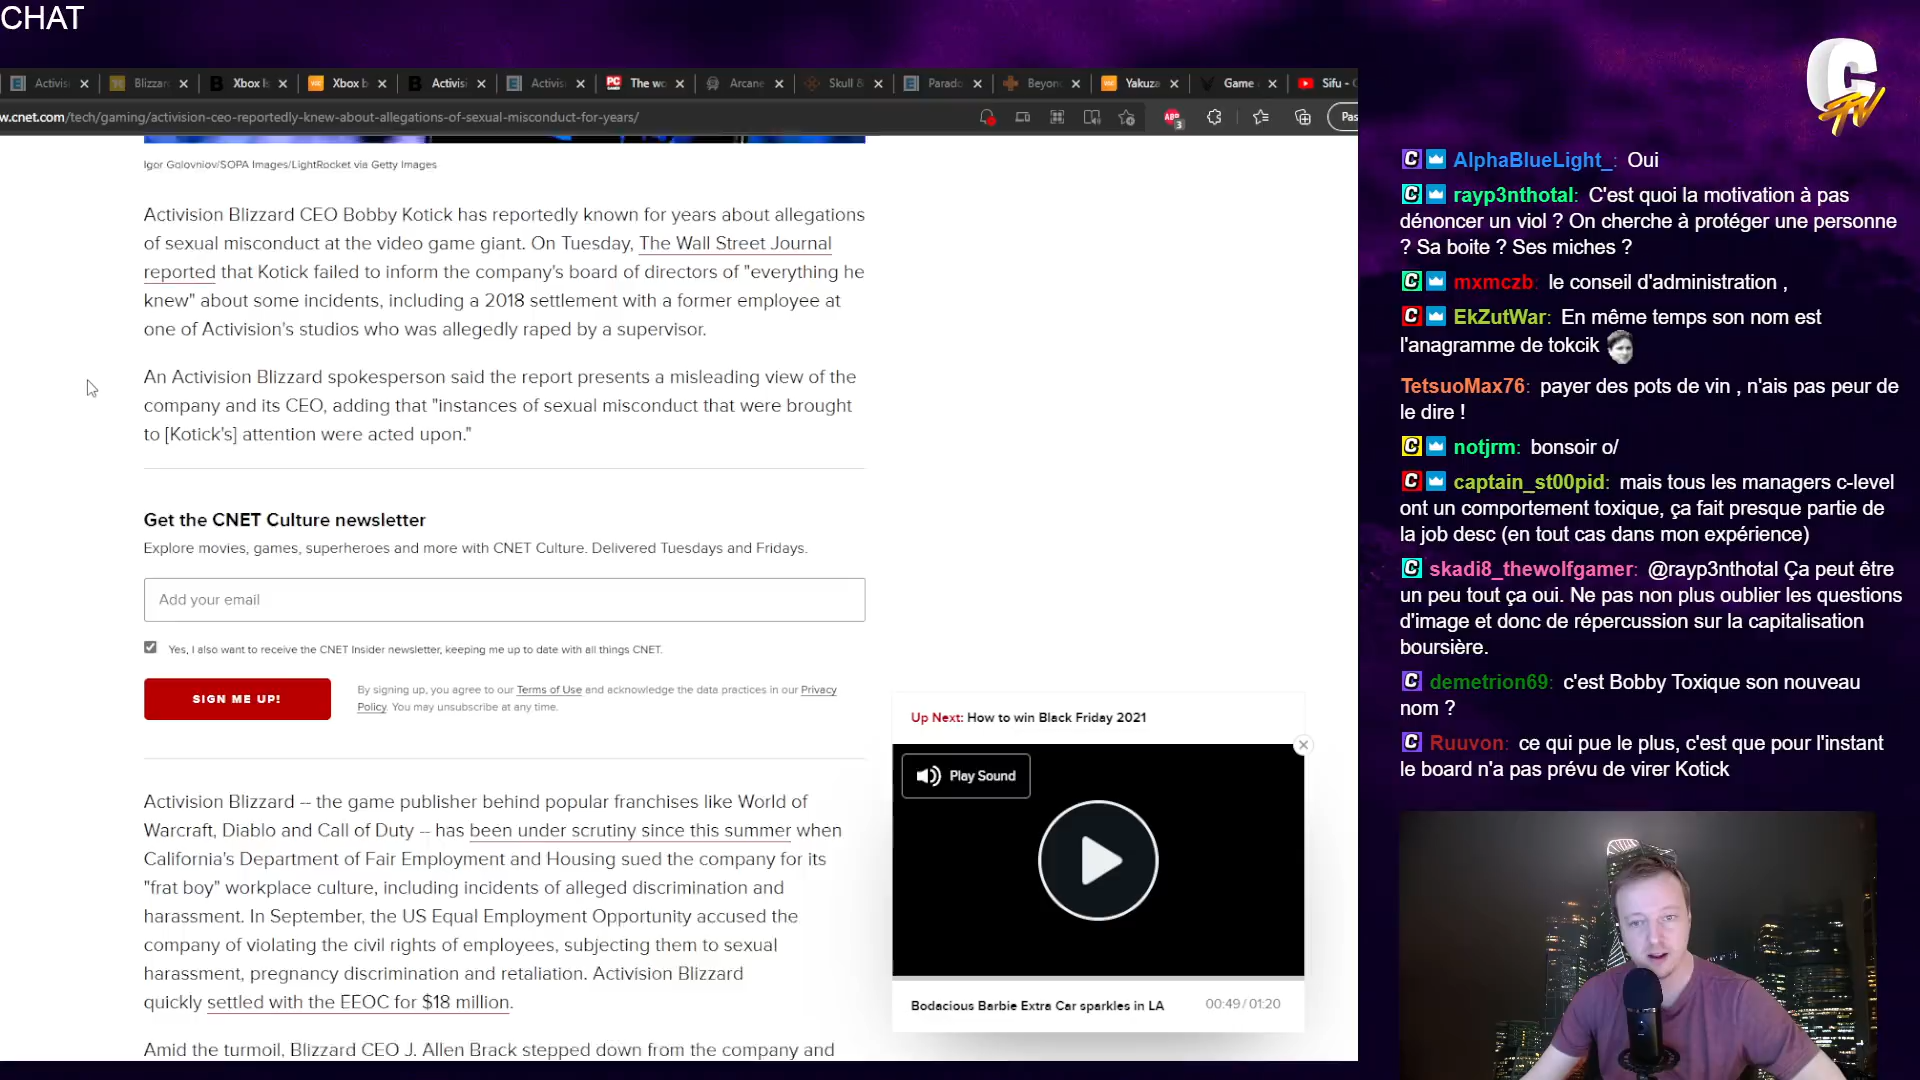 CHAT
Activis
Blizzar
Xbox Is
Xbox b
Activisi
Activis
PC
The wo
Arcane
Skull &
Parado
Beyon
Yakuza
Game
Sifu - C
w.cnet.com/tech/gaming/activision-ceo-reportedly-knew-about-allegations-of-sexual-misconduct-for-years/
ABP
3
Pas
Igor Golovniov/SOPA Images/LightRocket via Getty Images
Activision Blizzard CEO Bobby Kotick has reportedly known for years about allegations
of sexual misconduct at the video game giant. On Tuesday, The Wall Street Journal
reported that Kotick failed to inform the company's board of directors of "everything he
knew" about some incidents, including a 2018 settlement with a former employee at
one of Activision's studios who was allegedly raped by a supervisor.
An Activision Blizzard spokesperson said the report presents a misleading view of the
company and its CEO, adding that "instances of sexual misconduct that were brought
to [Kotick's] attention were acted upon."
Get the CNET Culture newsletter
Explore movies, games, superheroes and more with CNET Culture. Delivered Tuesdays and Fridays.
Add your email
Yes, I also want to receive the CNET Insider newsletter, keeping me up to date with all things CNET.
SIGN ME UP!
By signing up, you agree to our Terms of Use and acknowledge the data practices in our Privacy
Policy. You may unsubscribe at any time.
Activision Blizzard -- the game publisher behind popular franchises like World of
Warcraft, Diablo and Call of Duty -- has been under scrutiny since this summer when
California's Department of Fair Employment and Housing sued the company for its
"frat boy" workplace culture, including incidents of alleged discrimination and
harassment. In September, the US Equal Employment Opportunity accused the
company of violating the civil rights of employees, subjecting them to sexual
harassment, pregnancy discrimination and retaliation. Activision Blizzard
quickly settled with the EEOC for $18 million.
Amid the turmoil, Blizzard CEO J. Allen Brack stepped down from the company and
Up Next: How to win Black Friday 2021
Play Sound
Bodacious Barbie Extra Car sparkles in LA
00:49 / 01:20
C TV
AlphaBlueLight_: Oui
rayp3nthotal: C'est quoi la motivation à pas
dénoncer un viol ? On cherche à protéger une personne
? Sa boite ? Ses miches ?
mxmczb: le conseil d'administration ,
EkZutWar: En même temps son nom est
l'anagramme de tokcik
TetsuoMax76: payer des pots de vin , n'ais pas peur de
le dire !
notjrm: bonsoir o/
captain_st00pid: mais tous les managers c-level
ont un comportement toxique, ça fait presque partie de
la job desc (en tout cas dans mon expérience)
skadi8_thewolfgamer: @rayp3nthotal Ça peut être
un peu tout ça oui. Ne pas non plus oublier les questions
d'image et donc de répercussion sur la capitalisation
boursière.
demetrion69: c'est Bobby Toxique son nouveau
nom ?
Ruuvon: ce qui pue le plus, c'est que pour l'instant
le board n'a pas prévu de virer Kotick